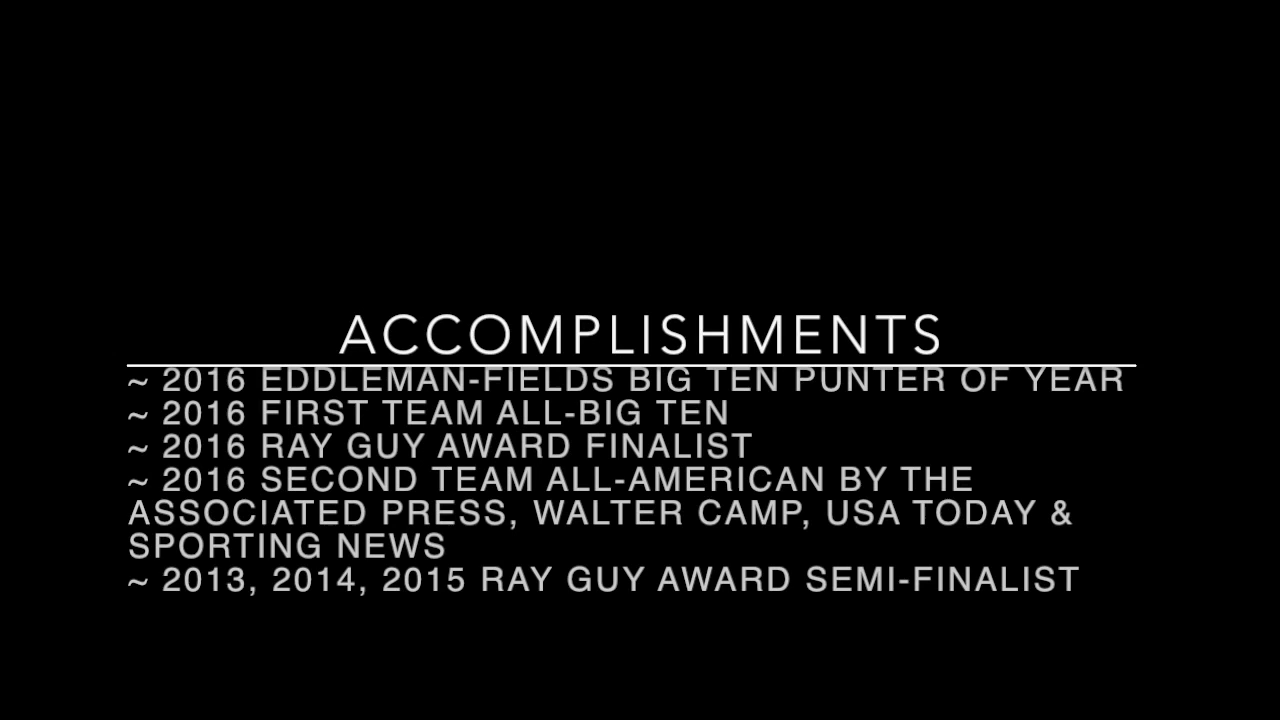 ACCOMPLISHMENTS
~ 2016 EDDLEMAN-FIELDS BIG TEN PUNTER OF YEAR
~ 2016 FIRST TEAM ALL-BIG TEN
~ 2016 RAY GUY AWARD FINALIST
~ 2016 SECOND TEAM ALL-AMERICAN BY THE
ASSOCIATED PRESS, WALTER CAMP, USA TODAY &
SPORTING NEWS
~ 2013, 2014, 2015 RAY GUY AWARD SEMI-FINALIST